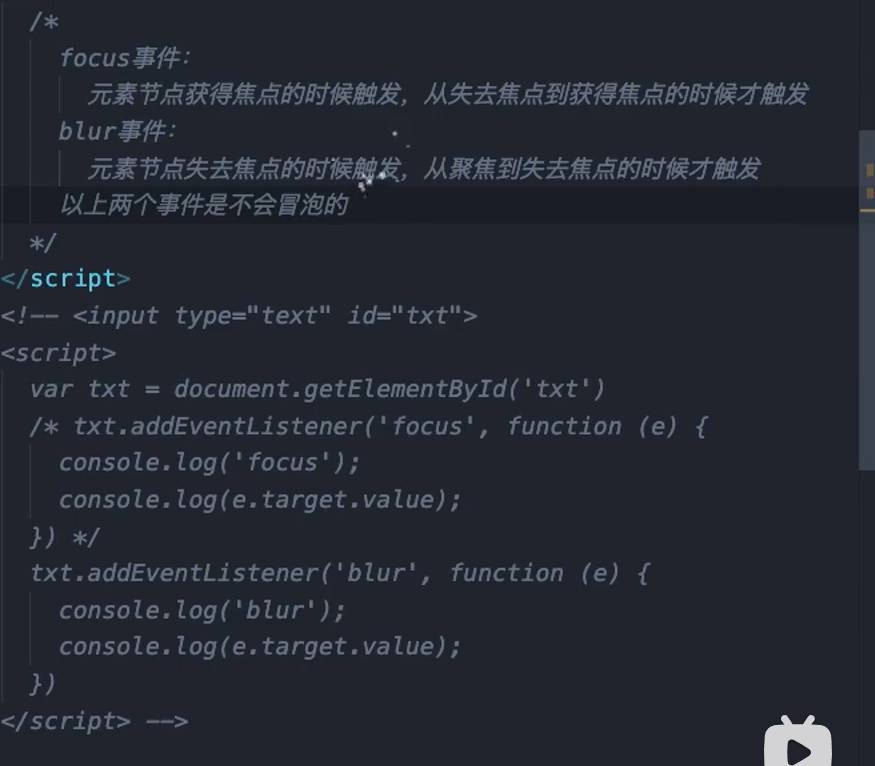 /*
focus事件：
元素节点获得焦点的时候触发，从失去焦点到获得焦点的时候才触发
blur事件：
元素节点失去焦点的时候触发，从聚焦到失去焦点的时候才触发
以上两个事件是不会冒泡的
*/
</script>
<!-- <input type="text" id="txt">
<script>
var txt = document.getElementById('txt')
/* txt.addEventListener('focus', function (e) {
console.log('focus');
console.log(e.target.value);
}) */
txt.addEventListener('blur', function (e) {
console.log('blur');
console.log(e.target.value);
})
</script> -->